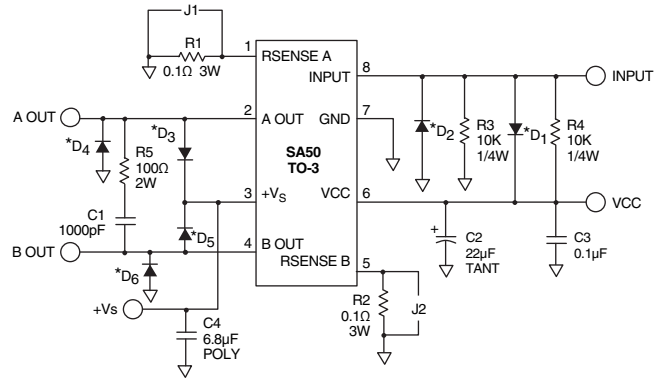 J1
R1
0.1Ω 3W
1
RSENSE A
INPUT
8
INPUT
A OUT
2
A OUT
GND
7
*D4
*D3
R5
100Ω
2W
SA50
TO-3
*D2
R3
10K
1/4W
*D1
R4
10K
1/4W
3
+VS
VCC
6
VCC
C1
1000pF
*D5
B OUT
4
B OUT
RSENSE B
5
*D6
+
C2
22µF
TANT
C3
0.1µF
+Vs
C4
6.8µF
POLY
R2
0.1Ω
3W
J2